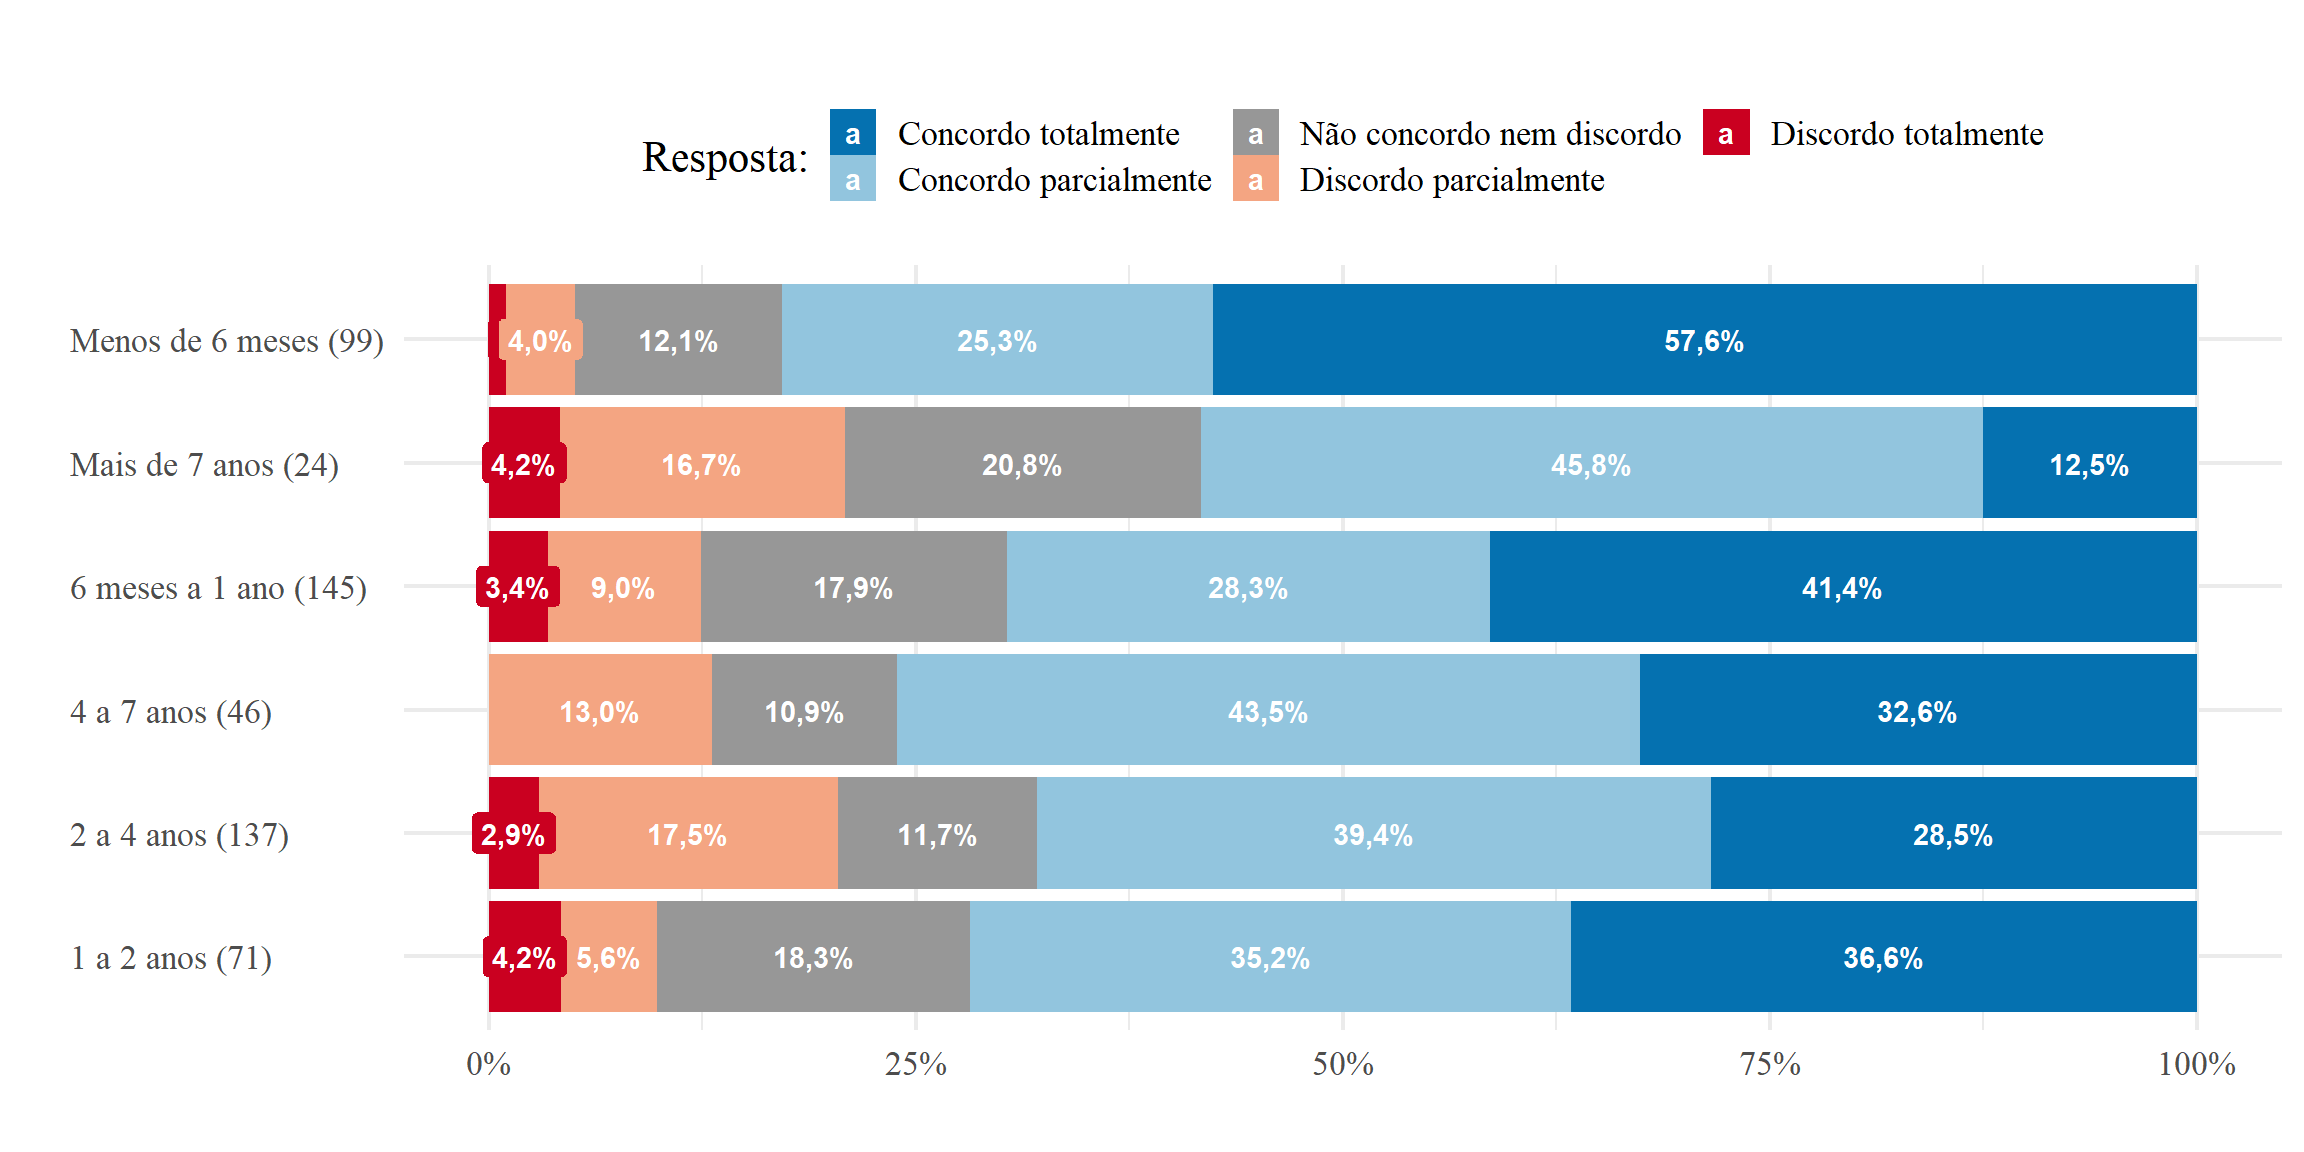 Resposta:
a Concordo totalmente
a Concordo parcialmente
a Não concordo nem discordo
a Discordo parcialmente
a Discordo totalmente
Menos de 6 meses (99) 4,0% 12,1% 25,3% 57,6%
Mais de 7 anos (24) 4,2% 16,7% 20,8% 45,8% 12,5%
6 meses a 1 ano (145) 3,4% 9,0% 17,9% 28,3% 41,4%
4 a 7 anos (46) 13,0% 10,9% 43,5% 32,6%
2 a 4 anos (137) 2,9% 17,5% 11,7% 39,4% 28,5%
1 a 2 anos (71) 4,2% 5,6% 18,3% 35,2% 36,6%
0% 25% 50% 75% 100%